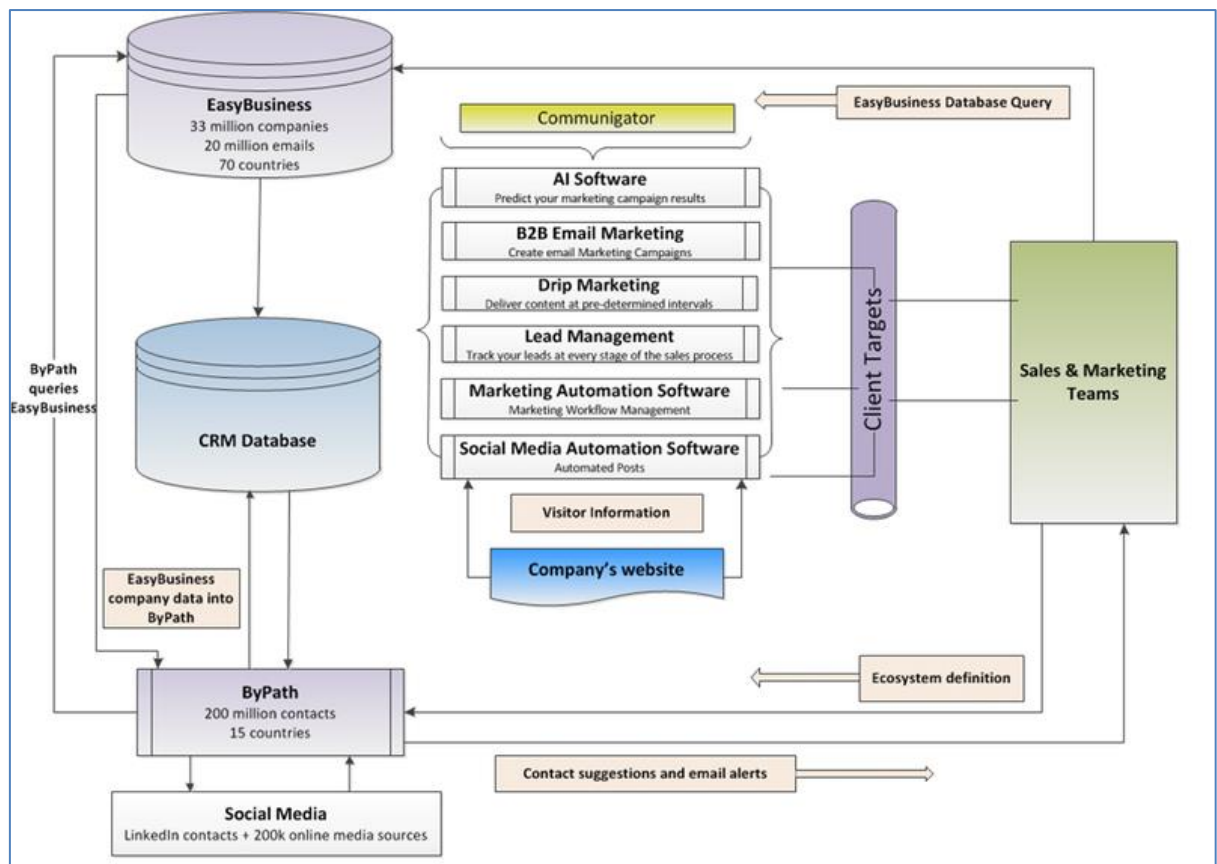 EasyBusiness
33 million companies
20 million emails
70 countries
EasyBusiness Database Query
Communigator
AI Software
Predict your marketing campaign results
B2B Email Marketing
Create email Marketing Campaigns
Drip Marketing
Deliver content at pre-determined intervals
Lead Management
Track your leads at every stage of the sales process
Marketing Automation Software
Marketing Workflow Management
Social Media Automation Software
Automated Posts
Client Targets
Sales & Marketing
Teams
ByPath
queries
EasyBusiness
CRM Database
Visitor Information
Company's website
EasyBusiness
company data into
ByPath
ByPath
200 million contacts
15 countries
Ecosystem definition
Contact suggestions and email alerts
Social Media
LinkedIn contacts + 200k online media sources